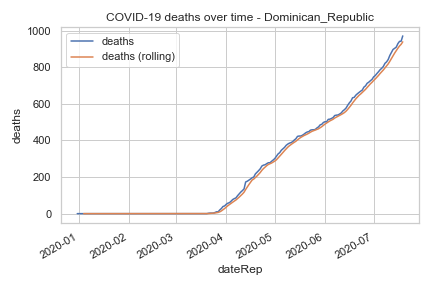 COVID-19 deaths over time - Dominican_Republic
deaths
deaths (rolling)
1000
800
600
400
200
0
deaths
2020-01
2020-02
2020-03
2020-04
2020-05
2020-06
2020-07
dateRep